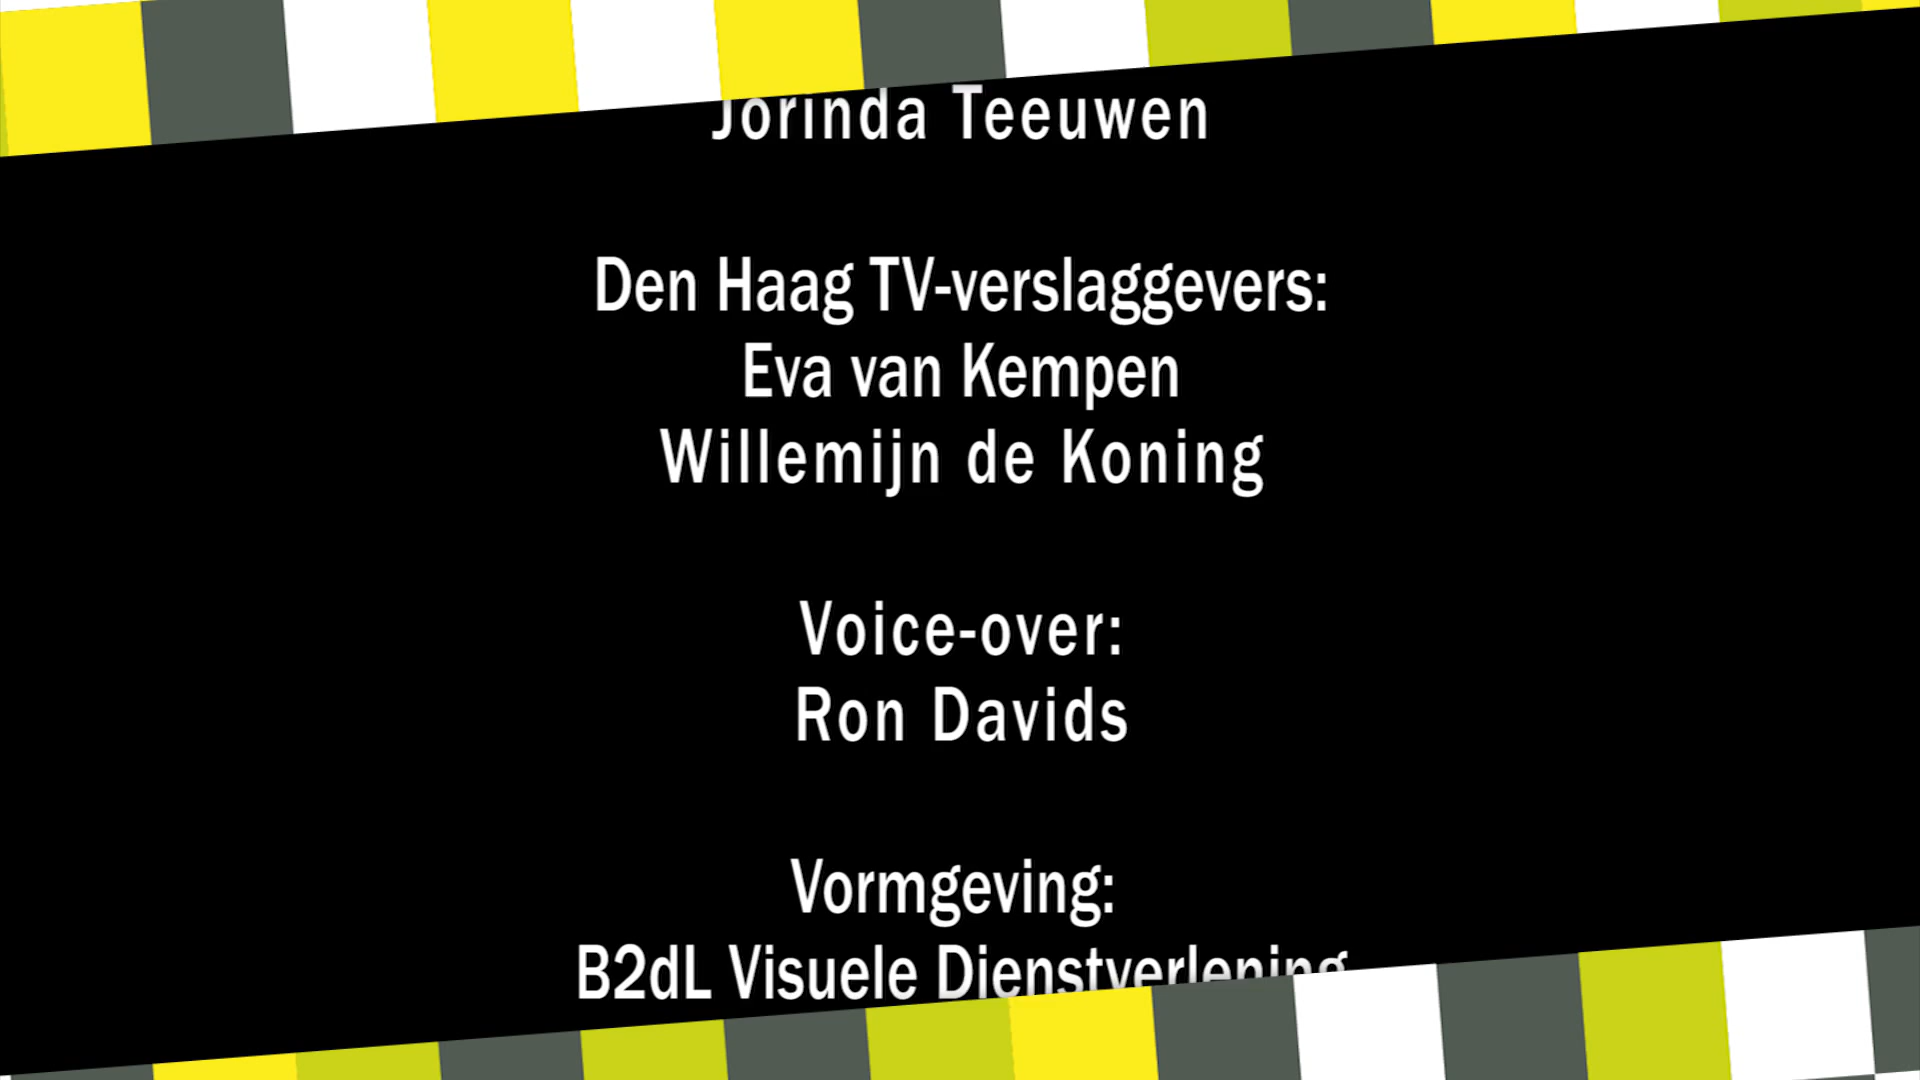 Jorinda Teeuwen
Den Haag TV-verslaggevers:
Eva van Kempen
Willemijn de Koning
Voice-over:
Ron Davids
Vormgeving:
B2dL Visuele Dienstverlening